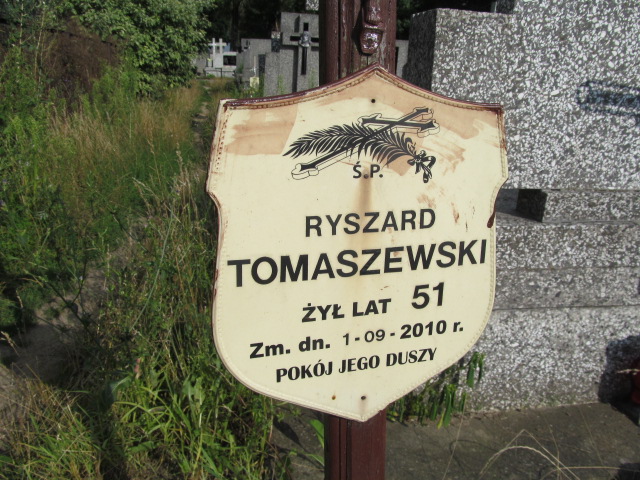 Ś.P.
RYSZARD
TOMASZEWSKI
ŻYŁ LAT 51
Zm. dn. 1-09-2010 r.
POKÓJ JEGO DUSZY